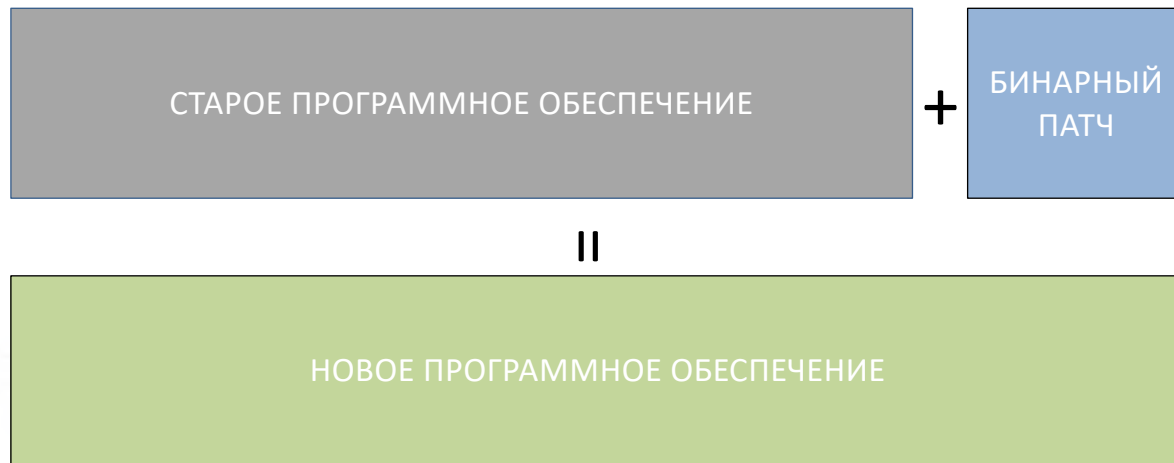 СТАРОЕ ПРОГРАММНОЕ ОБЕСПЕЧЕНИЕ
+
БИНАРНЫЙ
ПАТЧ
=
НОВОЕ ПРОГРАММНОЕ ОБЕСПЕЧЕНИЕ